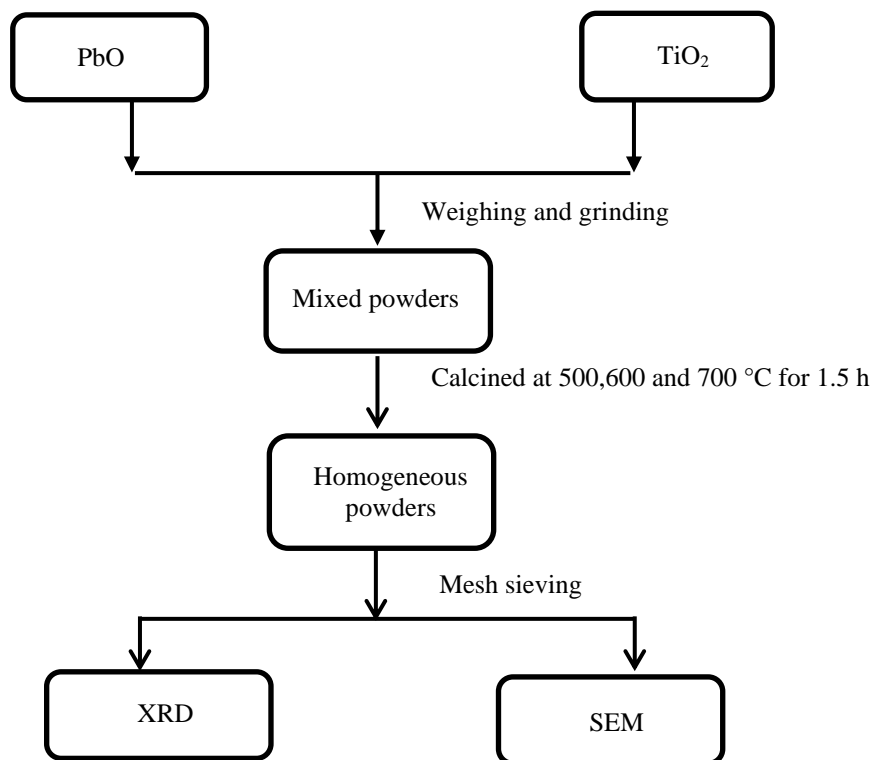 PbO
TiO₂
Weighing and grinding
Mixed powders
Calcined at 500,600 and 700 °C for 1.5 h
Homogeneous
powders
Mesh sieving
XRD
SEM